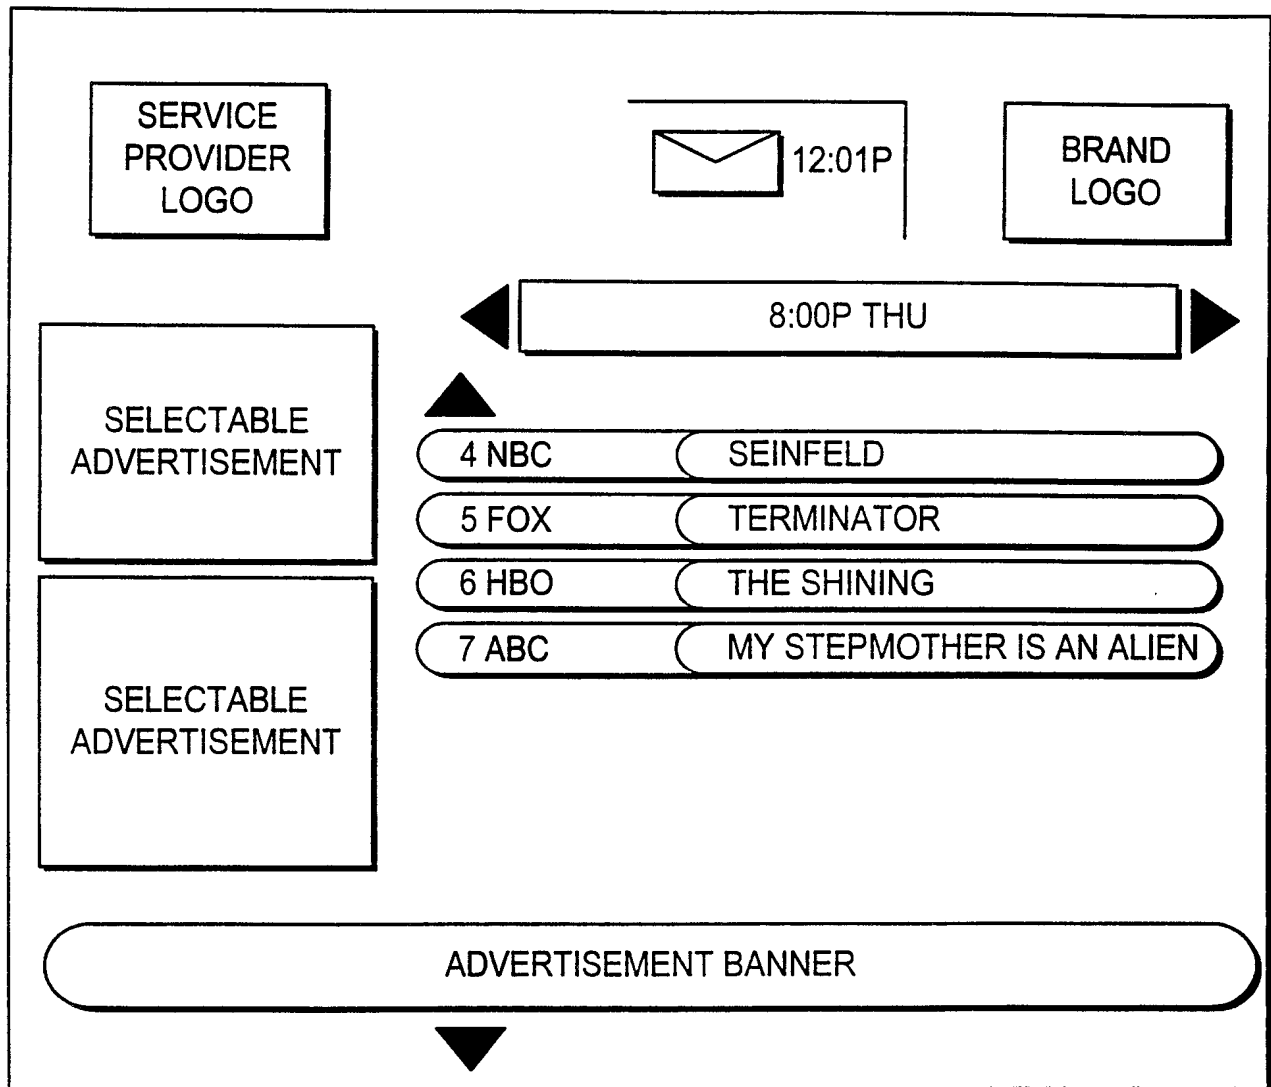 SERVICE
PROVIDER
LOGO
12:01P
BRAND
LOGO
8:00P THU
SELECTABLE
ADVERTISEMENT
4 NBC SEINFELD
5 FOX TERMINATOR
6 HBO THE SHINING
7 ABC MY STEPMOTHER IS AN ALIEN
SELECTABLE
ADVERTISEMENT
ADVERTISEMENT BANNER